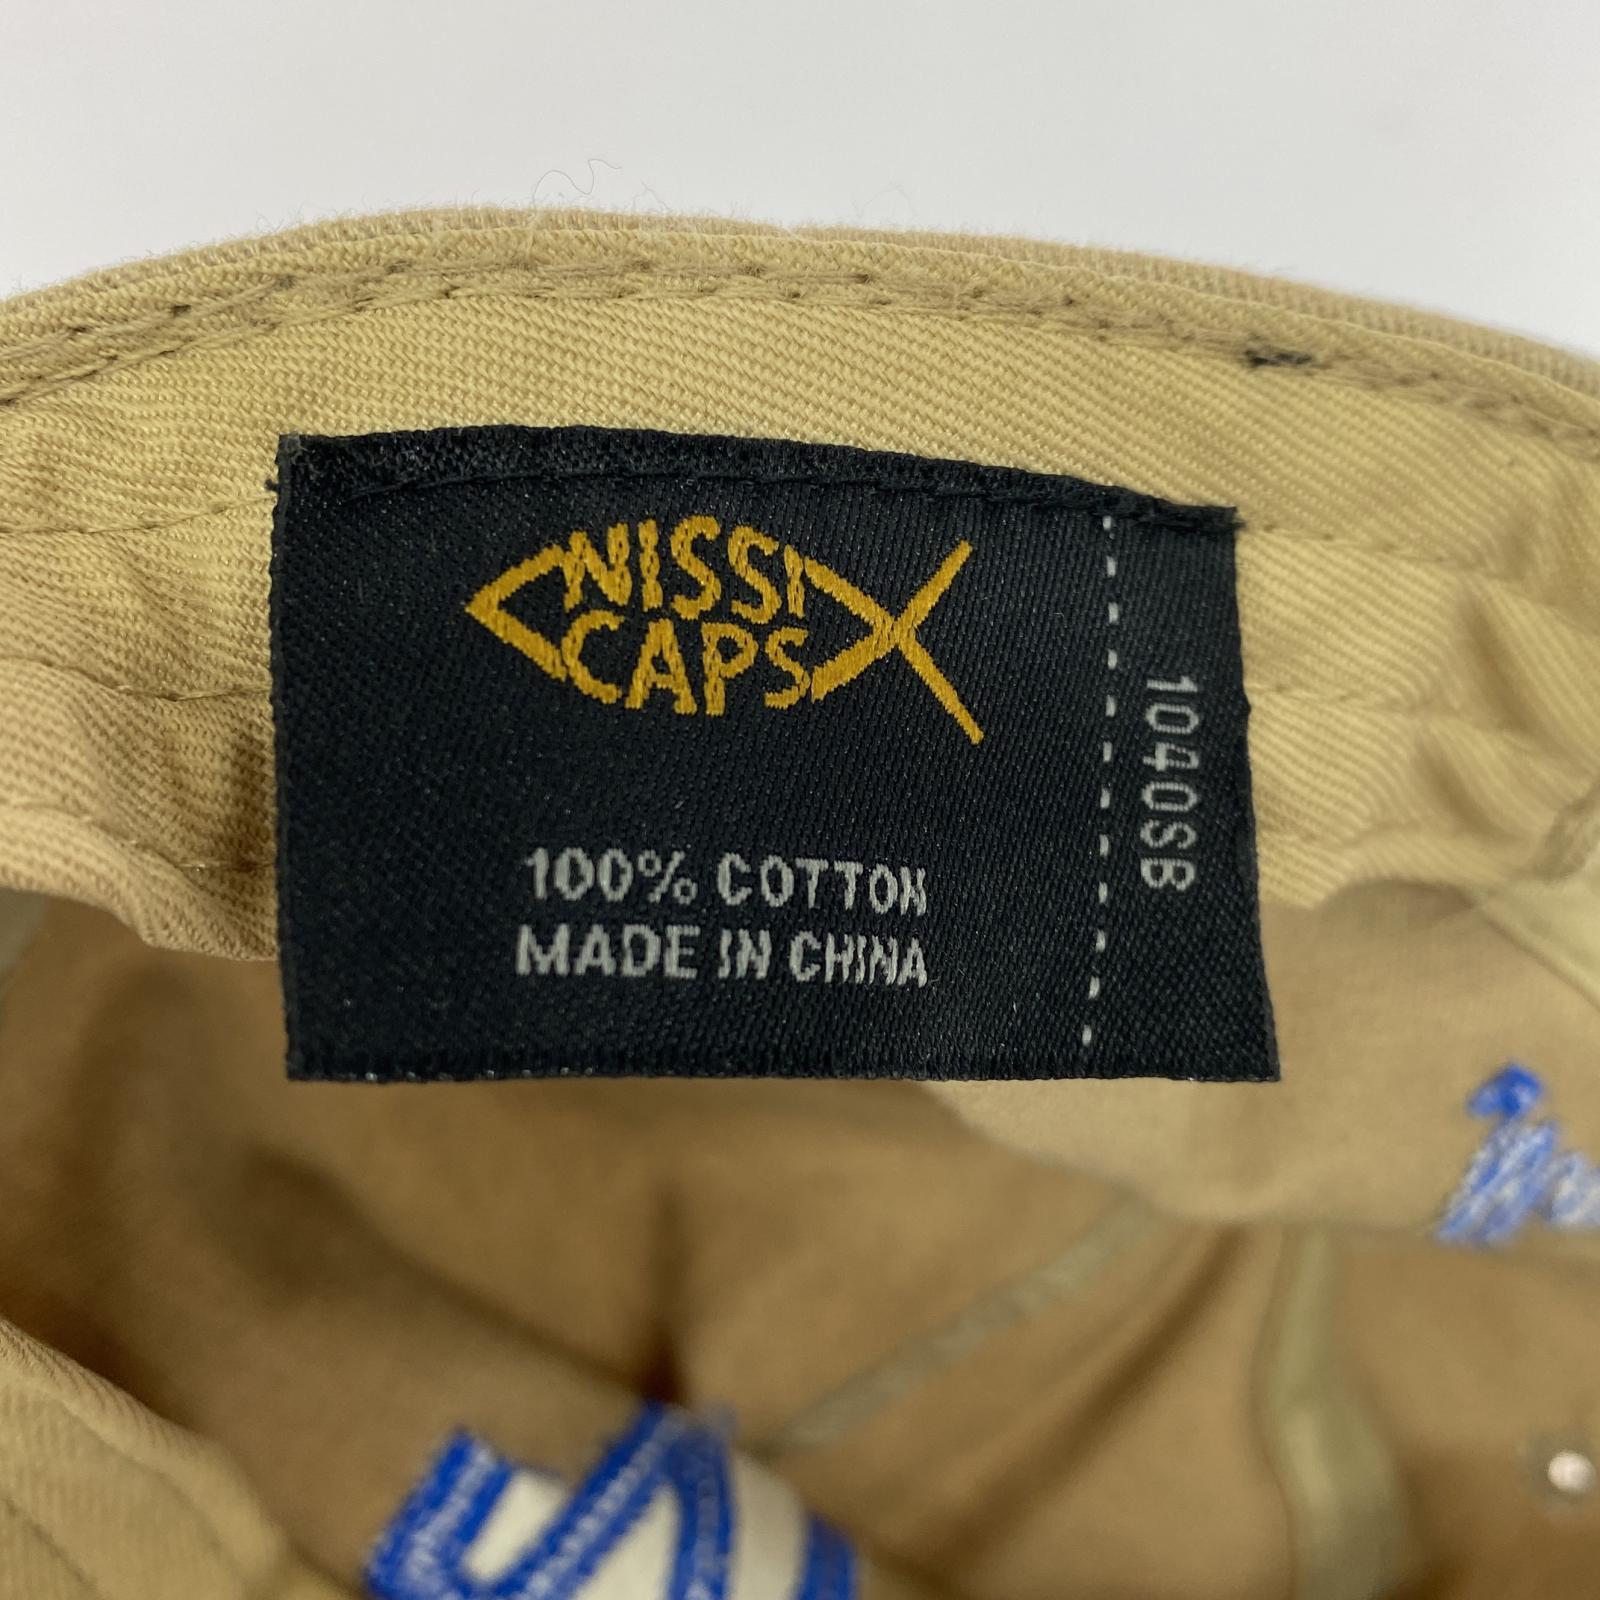 NISSI
CAPS
100% COTTON
MADE IN CHINA
1040SB